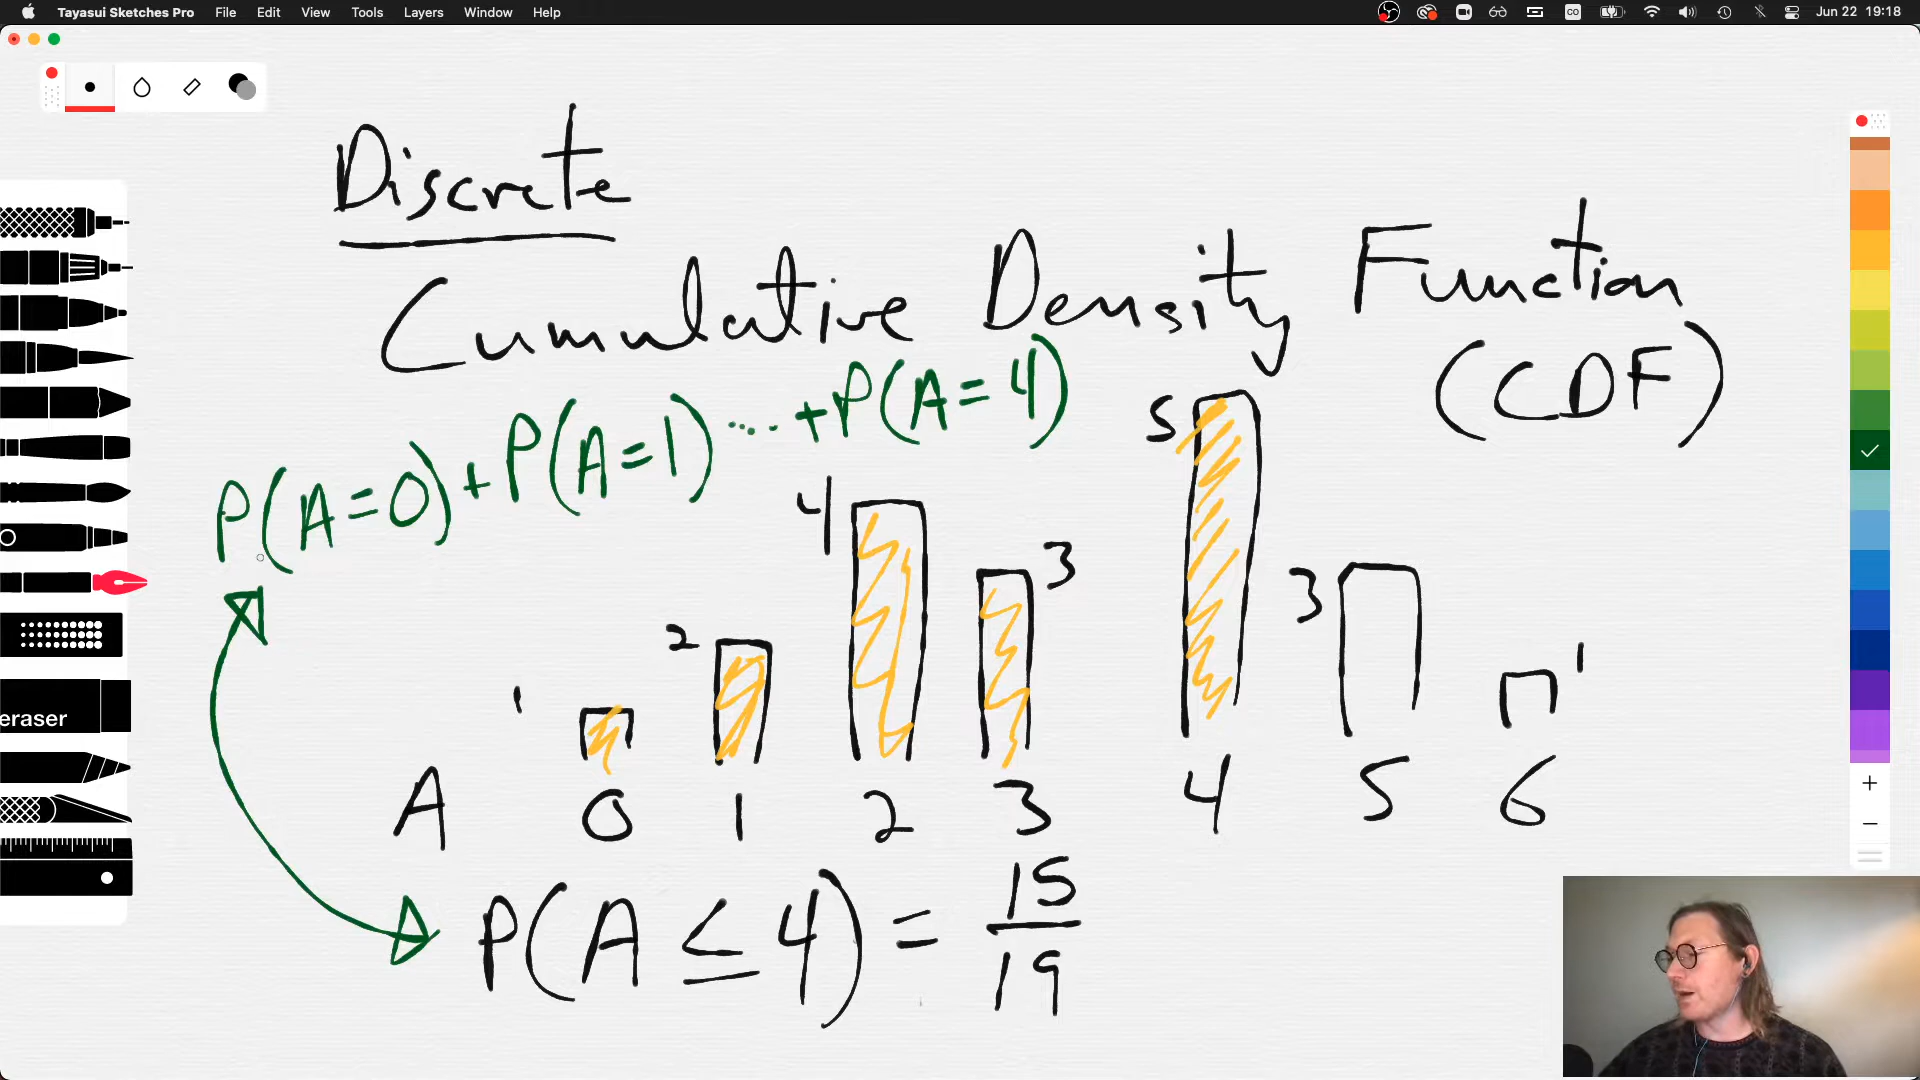 Tayasui Sketches Pro File Edit View Tools Layers Window Help Jun 22 19:18
Discrete
Cumulative Density Function
(CDF)
P(A=0)+P(A=1)...+P(A=4)
5
4
3
3
2
1
1
A 0 1 2 3 4 5 6
P(A ≤ 4) = 15/19
eraser